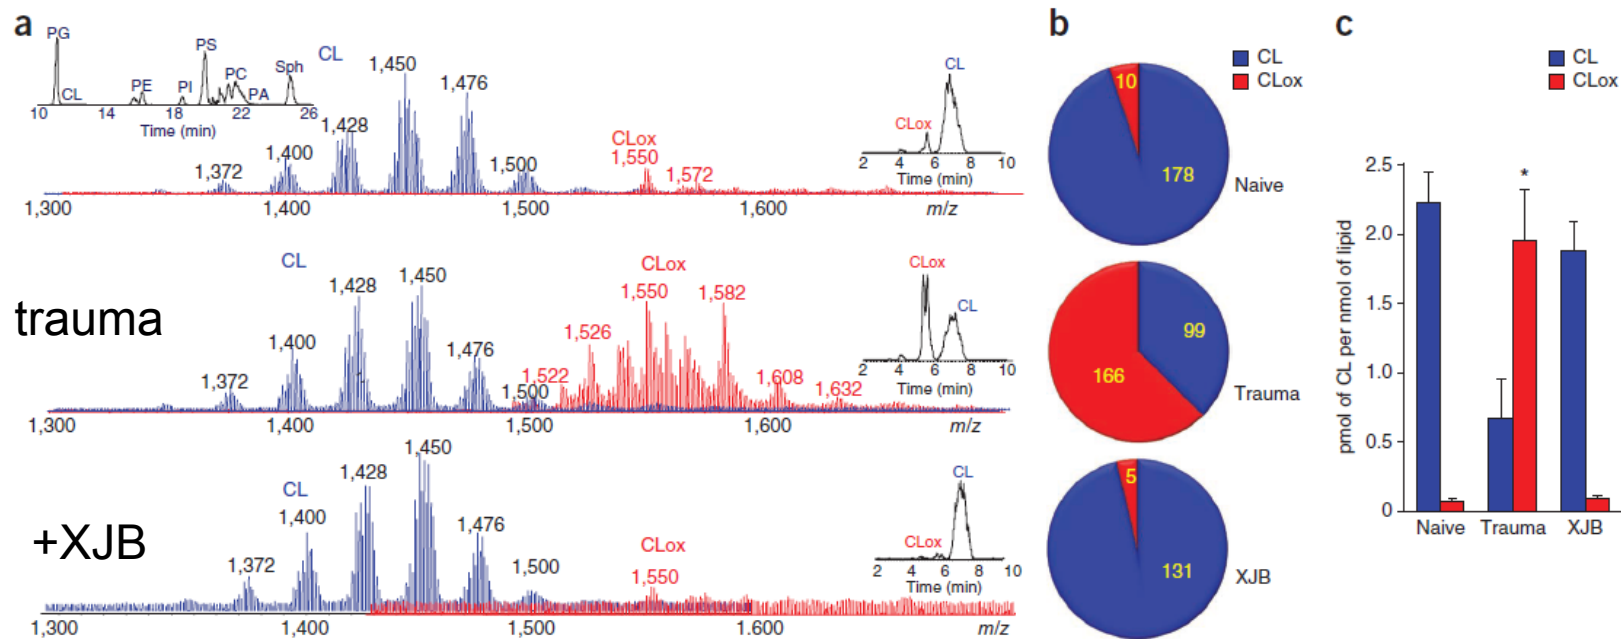 a
PG
CL
PE
PI
PS
PC
PA
Sph
10 14 18 22 26
Time (min)
CL
1,372
1,400
1,428
1,450
1,476
1,500
CLox
1,550
1,572
CLox
CL
2 4 6 8 10
Time (min)
1,300 1,400 1,500 1,600 m/z
trauma
CL
1,372
1,400
1,428
1,450
1,476
1,500
CLox
1,522
1,526
1,550
1,582
1,608
1,632
CLox
CL
2 4 6 8 10
Time (min)
1,300 1,400 1,500 1,600 m/z
+XJB
CL
1,372
1,400
1,428
1,450
1,476
1,500
CLox
1,550
CL
CLox
2 4 6 8 10
Time (min)
1,300 1,400 1,500 1.600 m/z
b
CL
CLox
10
178
Naive
99
166
Trauma
5
131
XJB
c
CL
CLox
pmol of CL per nmol of lipid
2.5
2.0
1.5
1.0
0.5
0
*
Naive Trauma XJB